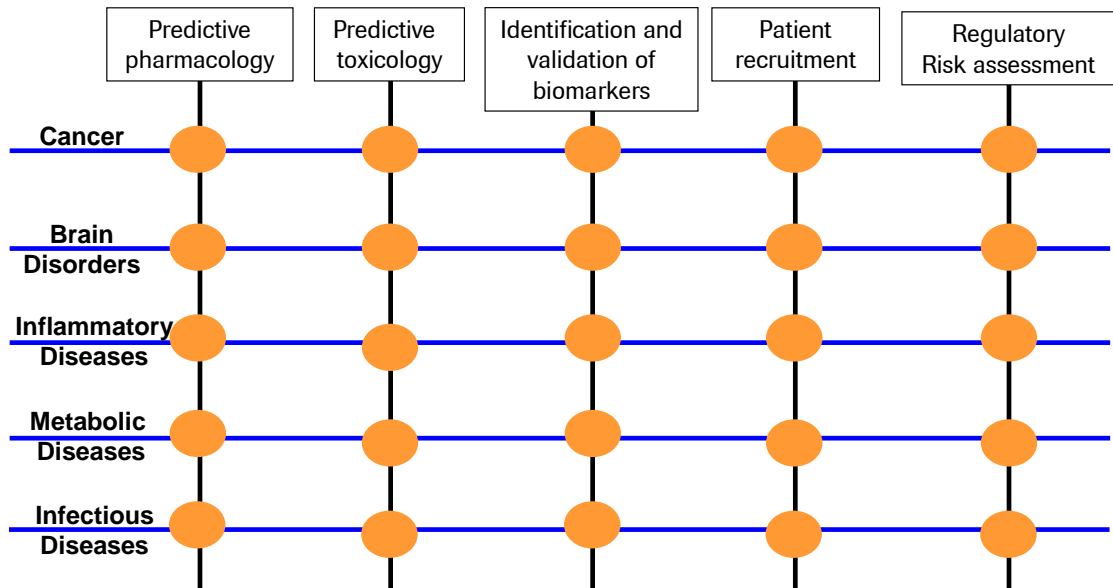 Predictive
pharmacology
Predictive
toxicology
Identification and
validation of
biomarkers
Patient
recruitment
Regulatory
Risk assessment
Cancer
Brain
Disorders
Inflammatory
Diseases
Metabolic
Diseases
Infectious
Diseases